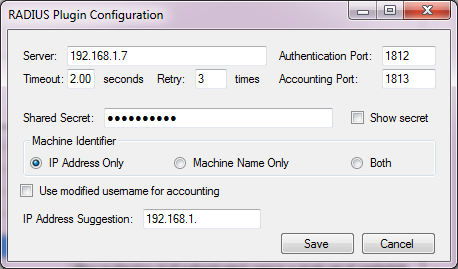 RADIUS Plugin Configuration
Server: 192.168.1.7 Authentication Port: 1812
Timeout: 2.00 seconds Retry: 3 times Accounting Port: 1813
Shared Secret: ●●●●●●●●●● Show secret
Machine Identifier
IP Address Only Machine Name Only Both
Use modified username for accounting
IP Address Suggestion: 192.168.1.
Save Cancel